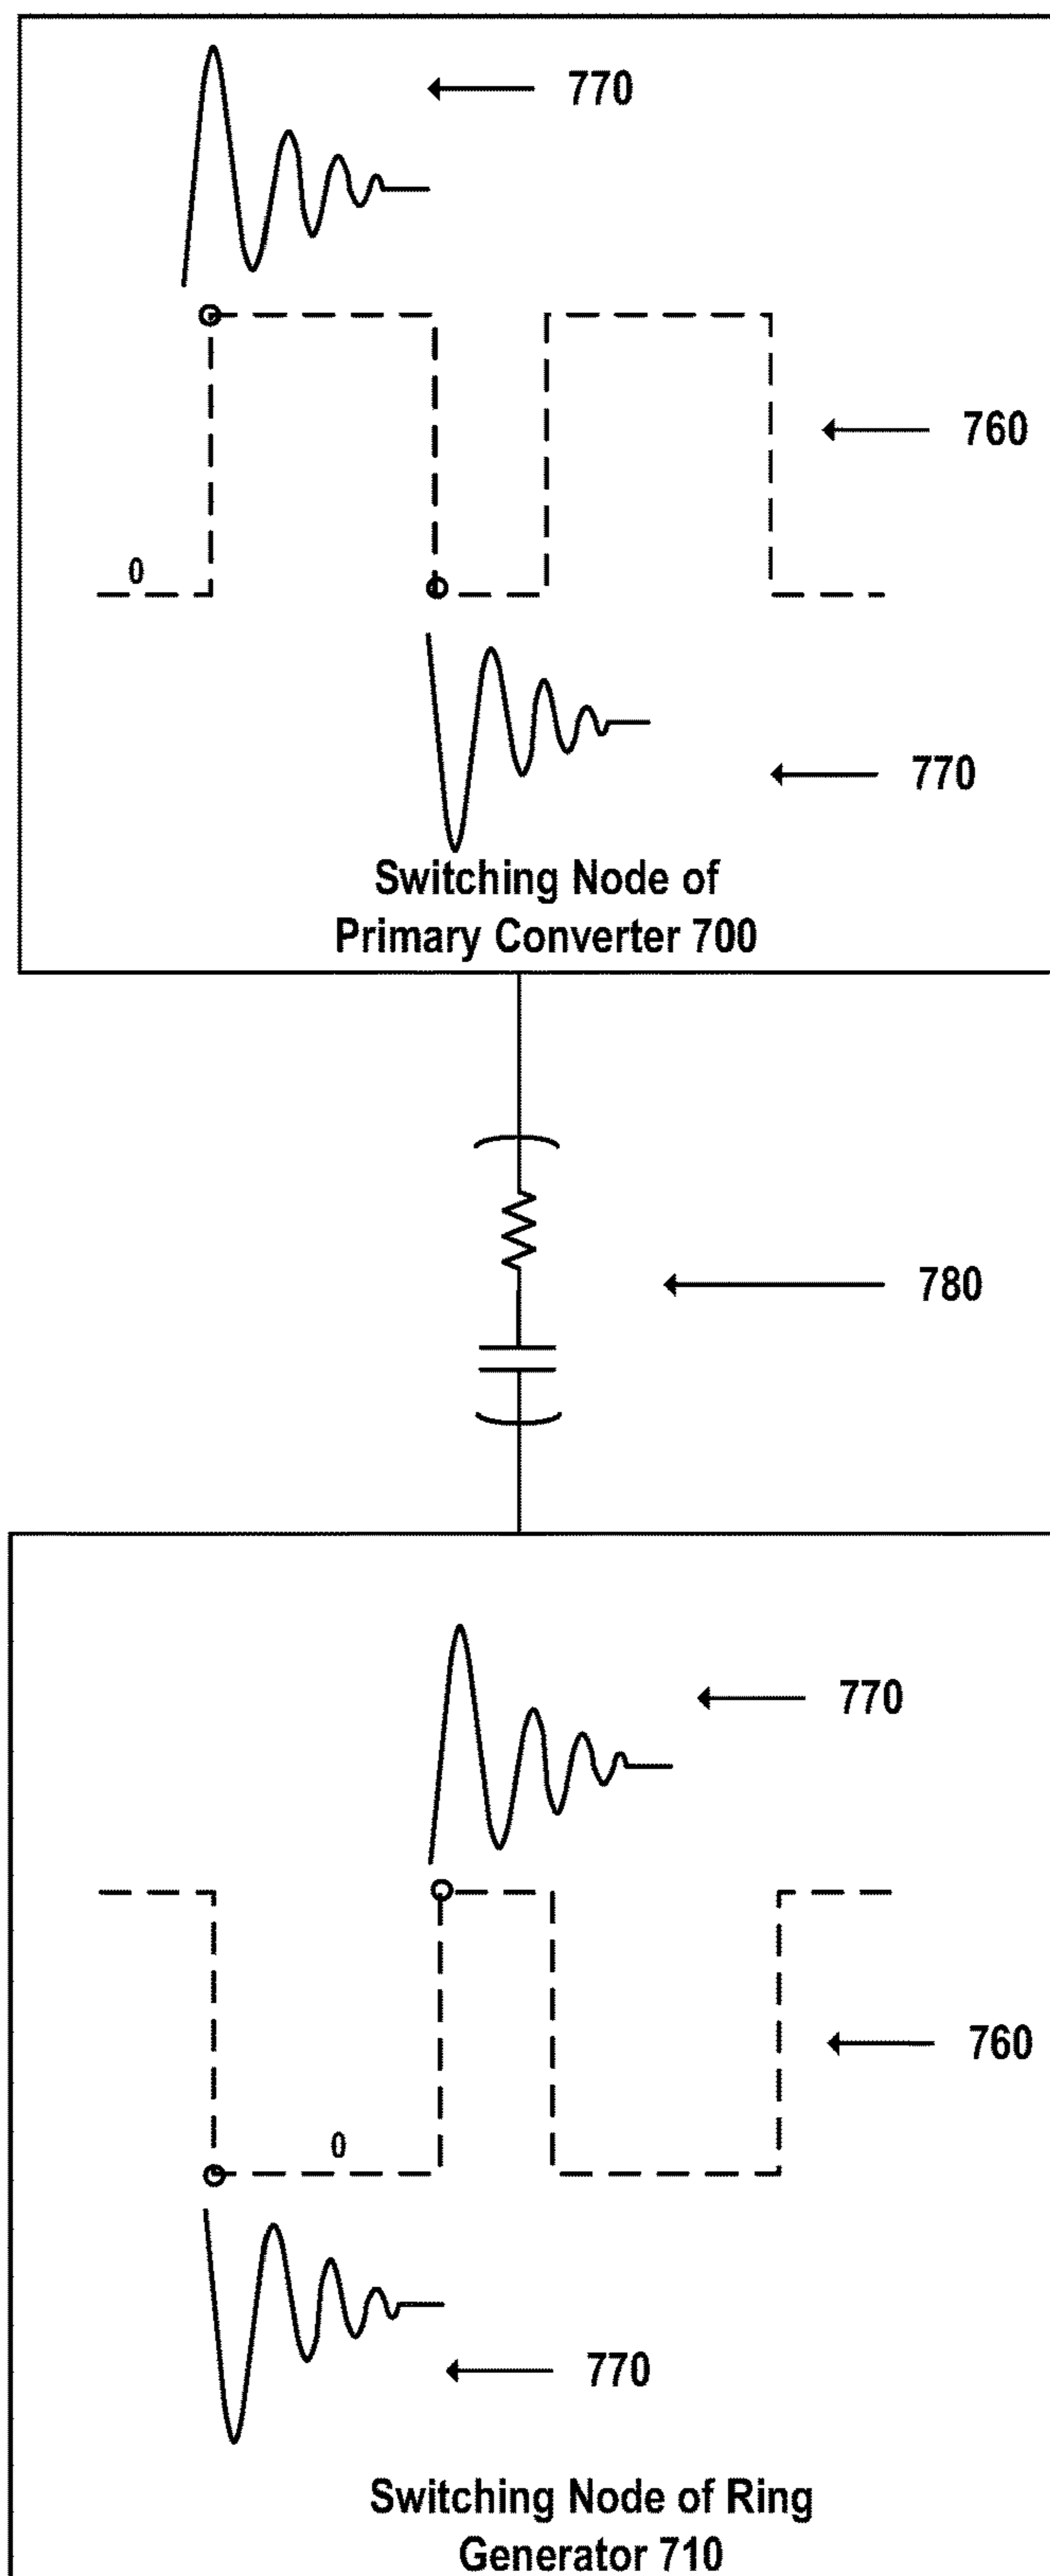 770
760
0
770
Switching Node of
Primary Converter 700
780
770
760
0
770
Switching Node of Ring
Generator 710